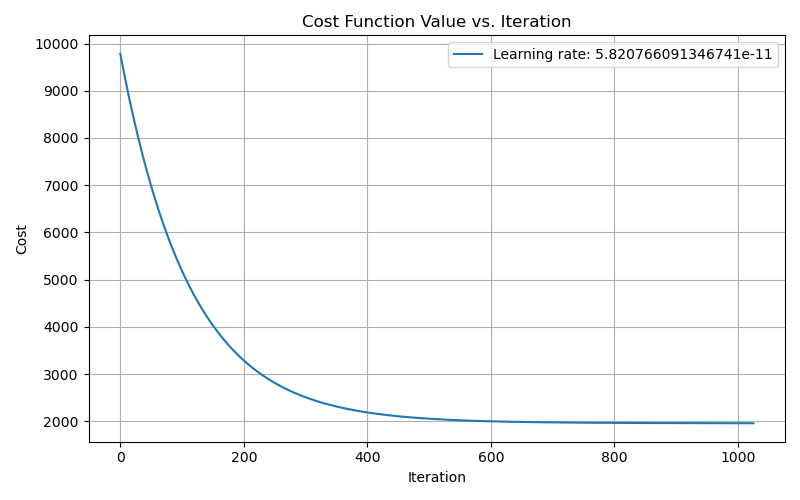 Cost Function Value vs. Iteration
Learning rate: 5.820766091346741e-11
10000
9000
8000
7000
6000
5000
4000
3000
2000
Cost
0 200 400 600 800 1000
Iteration